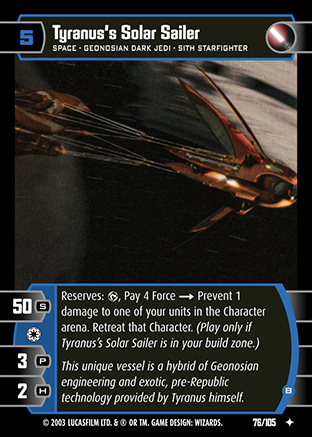 5
Tyranus's Solar Sailer
SPACE • GEONOSIAN DARK JEDI • SITH STARFIGHTER
50 S
3 P
2 H
Reserves: , Pay 4 Force → Prevent 1
damage to one of your units in the Character
arena. Retreat that Character. (Play only if
Tyranus's Solar Sailer is in your build zone.)
This unique vessel is a hybrid of Geonosian
engineering and exotic, pre-Republic
technology provided by Tyranus himself.
B
© 2003 LUCASFILM LTD. & ® OR TM. GAME DESIGN: WIZARDS.
76/105